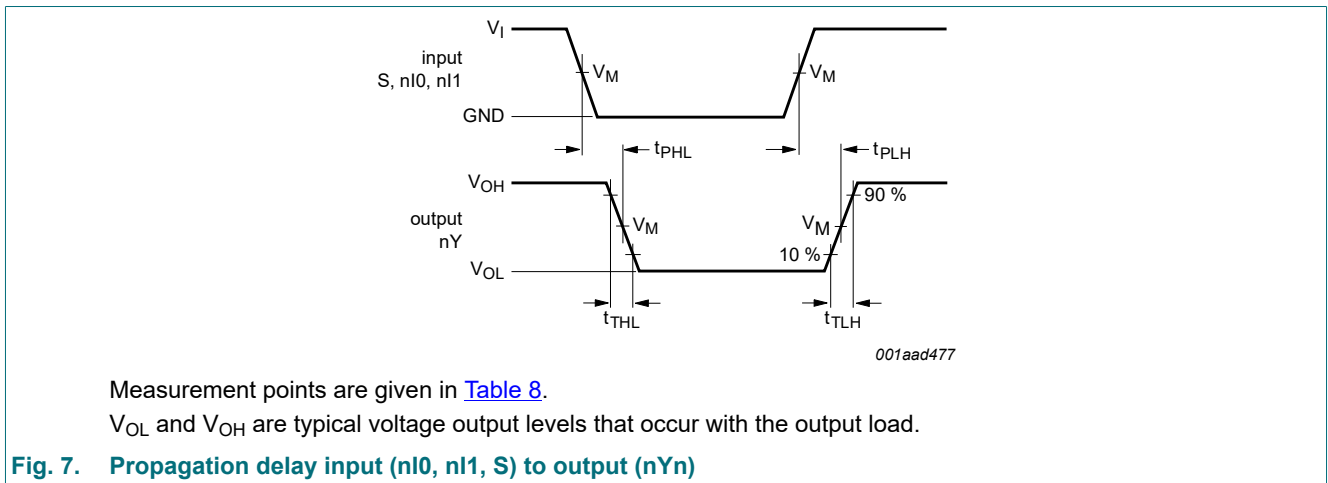 V_I
input
S, nI0, nI1
V_M
V_M
GND
t_PHL
t_PLH
V_OH
90 %
output
nY
V_M
V_M
10 %
V_OL
t_THL
t_TLH
001aad477
Measurement points are given in Table 8.
V_OL and V_OH are typical voltage output levels that occur with the output load.
Fig. 7. Propagation delay input (nI0, nI1, S) to output (nYn)